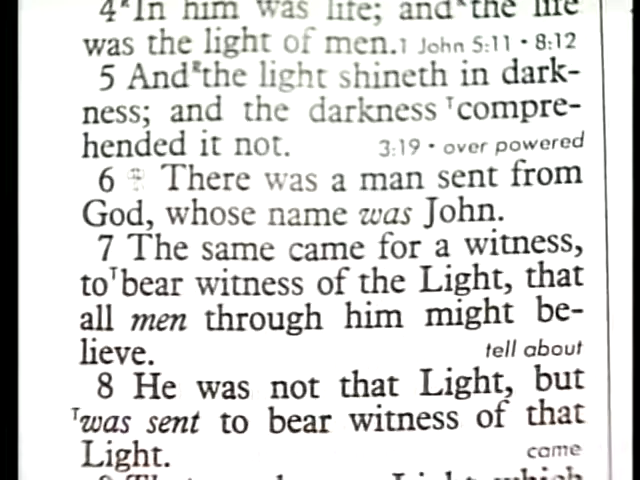 4 In him was life; and the life
was the light of men. 1 John 5:11 • 8:12
5 And the light shineth in dark-
ness; and the darkness ᵀcompre-
hended it not. 3:19 • over powered
6 There was a man sent from
God, whose name was John.
7 The same came for a witness,
to ᵀbear witness of the Light, that
all men through him might be-
lieve. tell about
8 He was not that Light, but
ᵀwas sent to bear witness of that
Light. came